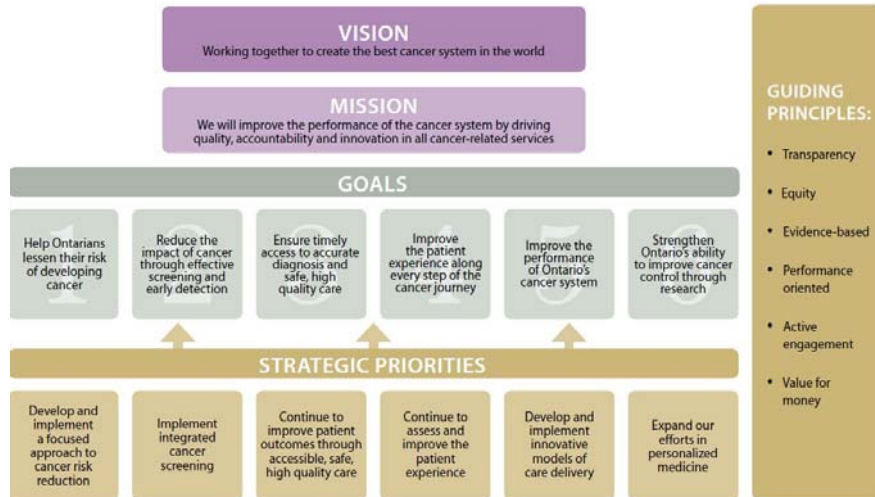 VISION
Working together to create the best cancer system in the world
MISSION
We will improve the performance of the cancer system by driving
quality, accountability and innovation in all cancer-related services
GOALS
1
Help Ontarians
lessen their risk
of developing
cancer
2
Reduce the
impact of cancer
through effective
screening and
early detection
3
Ensure timely
access to accurate
diagnosis and
safe, high
quality care
4
Improve
the patient
experience along
every step of the
cancer journey
5
Improve the
performance
of Ontario's
cancer system
6
Strengthen
Ontario's ability
to improve cancer
control through
research
STRATEGIC PRIORITIES
Develop and
implement
a focused
approach to
cancer risk
reduction
Implement
integrated
cancer
screening
Continue to
improve patient
outcomes through
accessible, safe,
high quality care
Continue to
assess and
improve the
patient
experience
Develop and
implement
innovative
models of
care delivery
Expand our
efforts in
personalized
medicine
GUIDING
PRINCIPLES:
• Transparency
• Equity
• Evidence-based
• Performance
oriented
• Active
engagement
• Value for
money